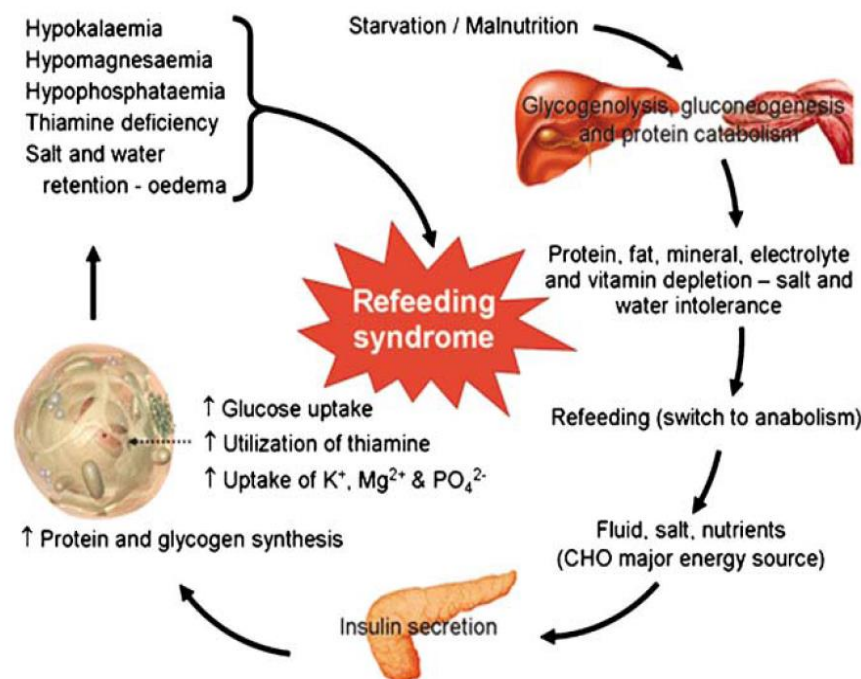 Starvation / Malnutrition
Glycogenolysis, gluconeogenesis
and protein catabolism
Protein, fat, mineral, electrolyte
and vitamin depletion – salt and
water intolerance
Refeeding (switch to anabolism)
Fluid, salt, nutrients
(CHO major energy source)
Insulin secretion
↑ Glucose uptake
↑ Utilization of thiamine
↑ Uptake of K⁺, Mg²⁺ & PO₄²⁻
↑ Protein and glycogen synthesis
Hypokalaemia
Hypomagnesaemia
Hypophosphataemia
Thiamine deficiency
Salt and water
retention - oedema
Refeeding
syndrome